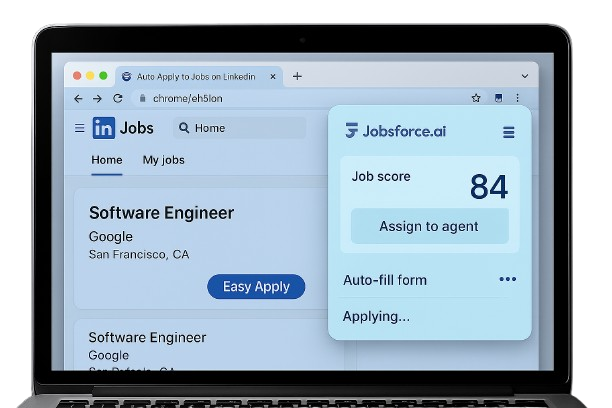 Auto Apply to Jobs on Linkedin × +
chrome/eh5lon
in Jobs
Home
Home My jobs
Software Engineer
Google
San Francisco, CA
Easy Apply
Software Engineer
Google
CA
Jobsforce.ai
Job score
84
Assign to agent
Auto-fill form •••
Applying...